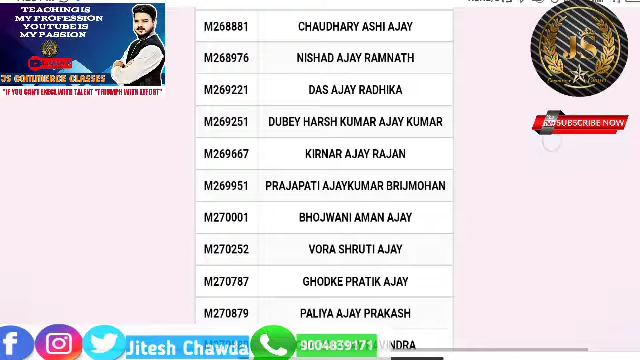 TEACHING IS
MY PROFESSION
YOUTUBE IS
MY PASSION
JS COMMERCE CLASSES
"IF YOU CAN'T EXCEL WITH TALENT "TRIUMPH WITH EFFORT"
JS
SUBSCRIBE NOW
M268881 CHAUDHARY ASHI AJAY
M268976 NISHAD AJAY RAMNATH
M269221 DAS AJAY RADHIKA
M269251 DUBEY HARSH KUMAR AJAY KUMAR
M269667 KIRNAR AJAY RAJAN
M269951 PRAJAPATI AJAYKUMAR BRIJMOHAN
M270001 BHOJWANI AMAN AJAY
M270252 VORA SHRUTI AJAY
M270787 GHODKE PRATIK AJAY
M270879 PALIYA AJAY PRAKASH
Jitesh Chawda 9004839171